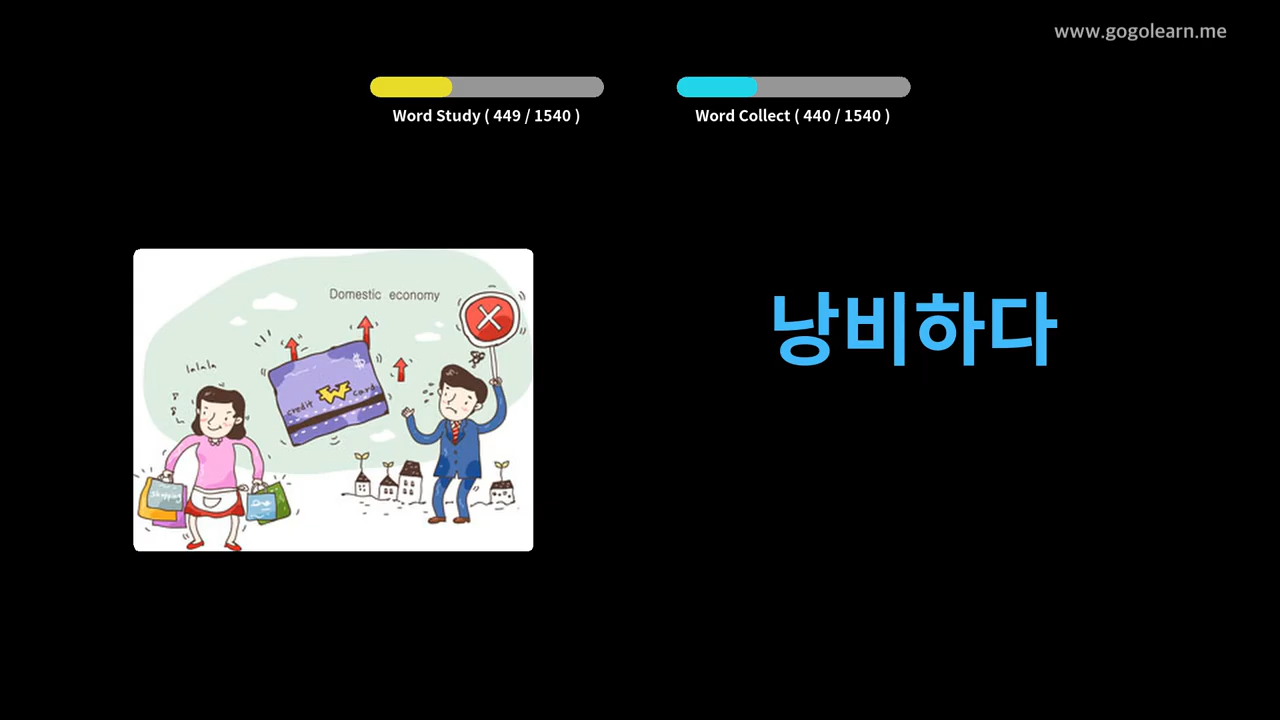 www.gogolearn.me
Word Study ( 449 / 1540 )
Word Collect ( 440 / 1540 )
Domestic economy
lalala
$
W
credit card
Shopping
낭비하다